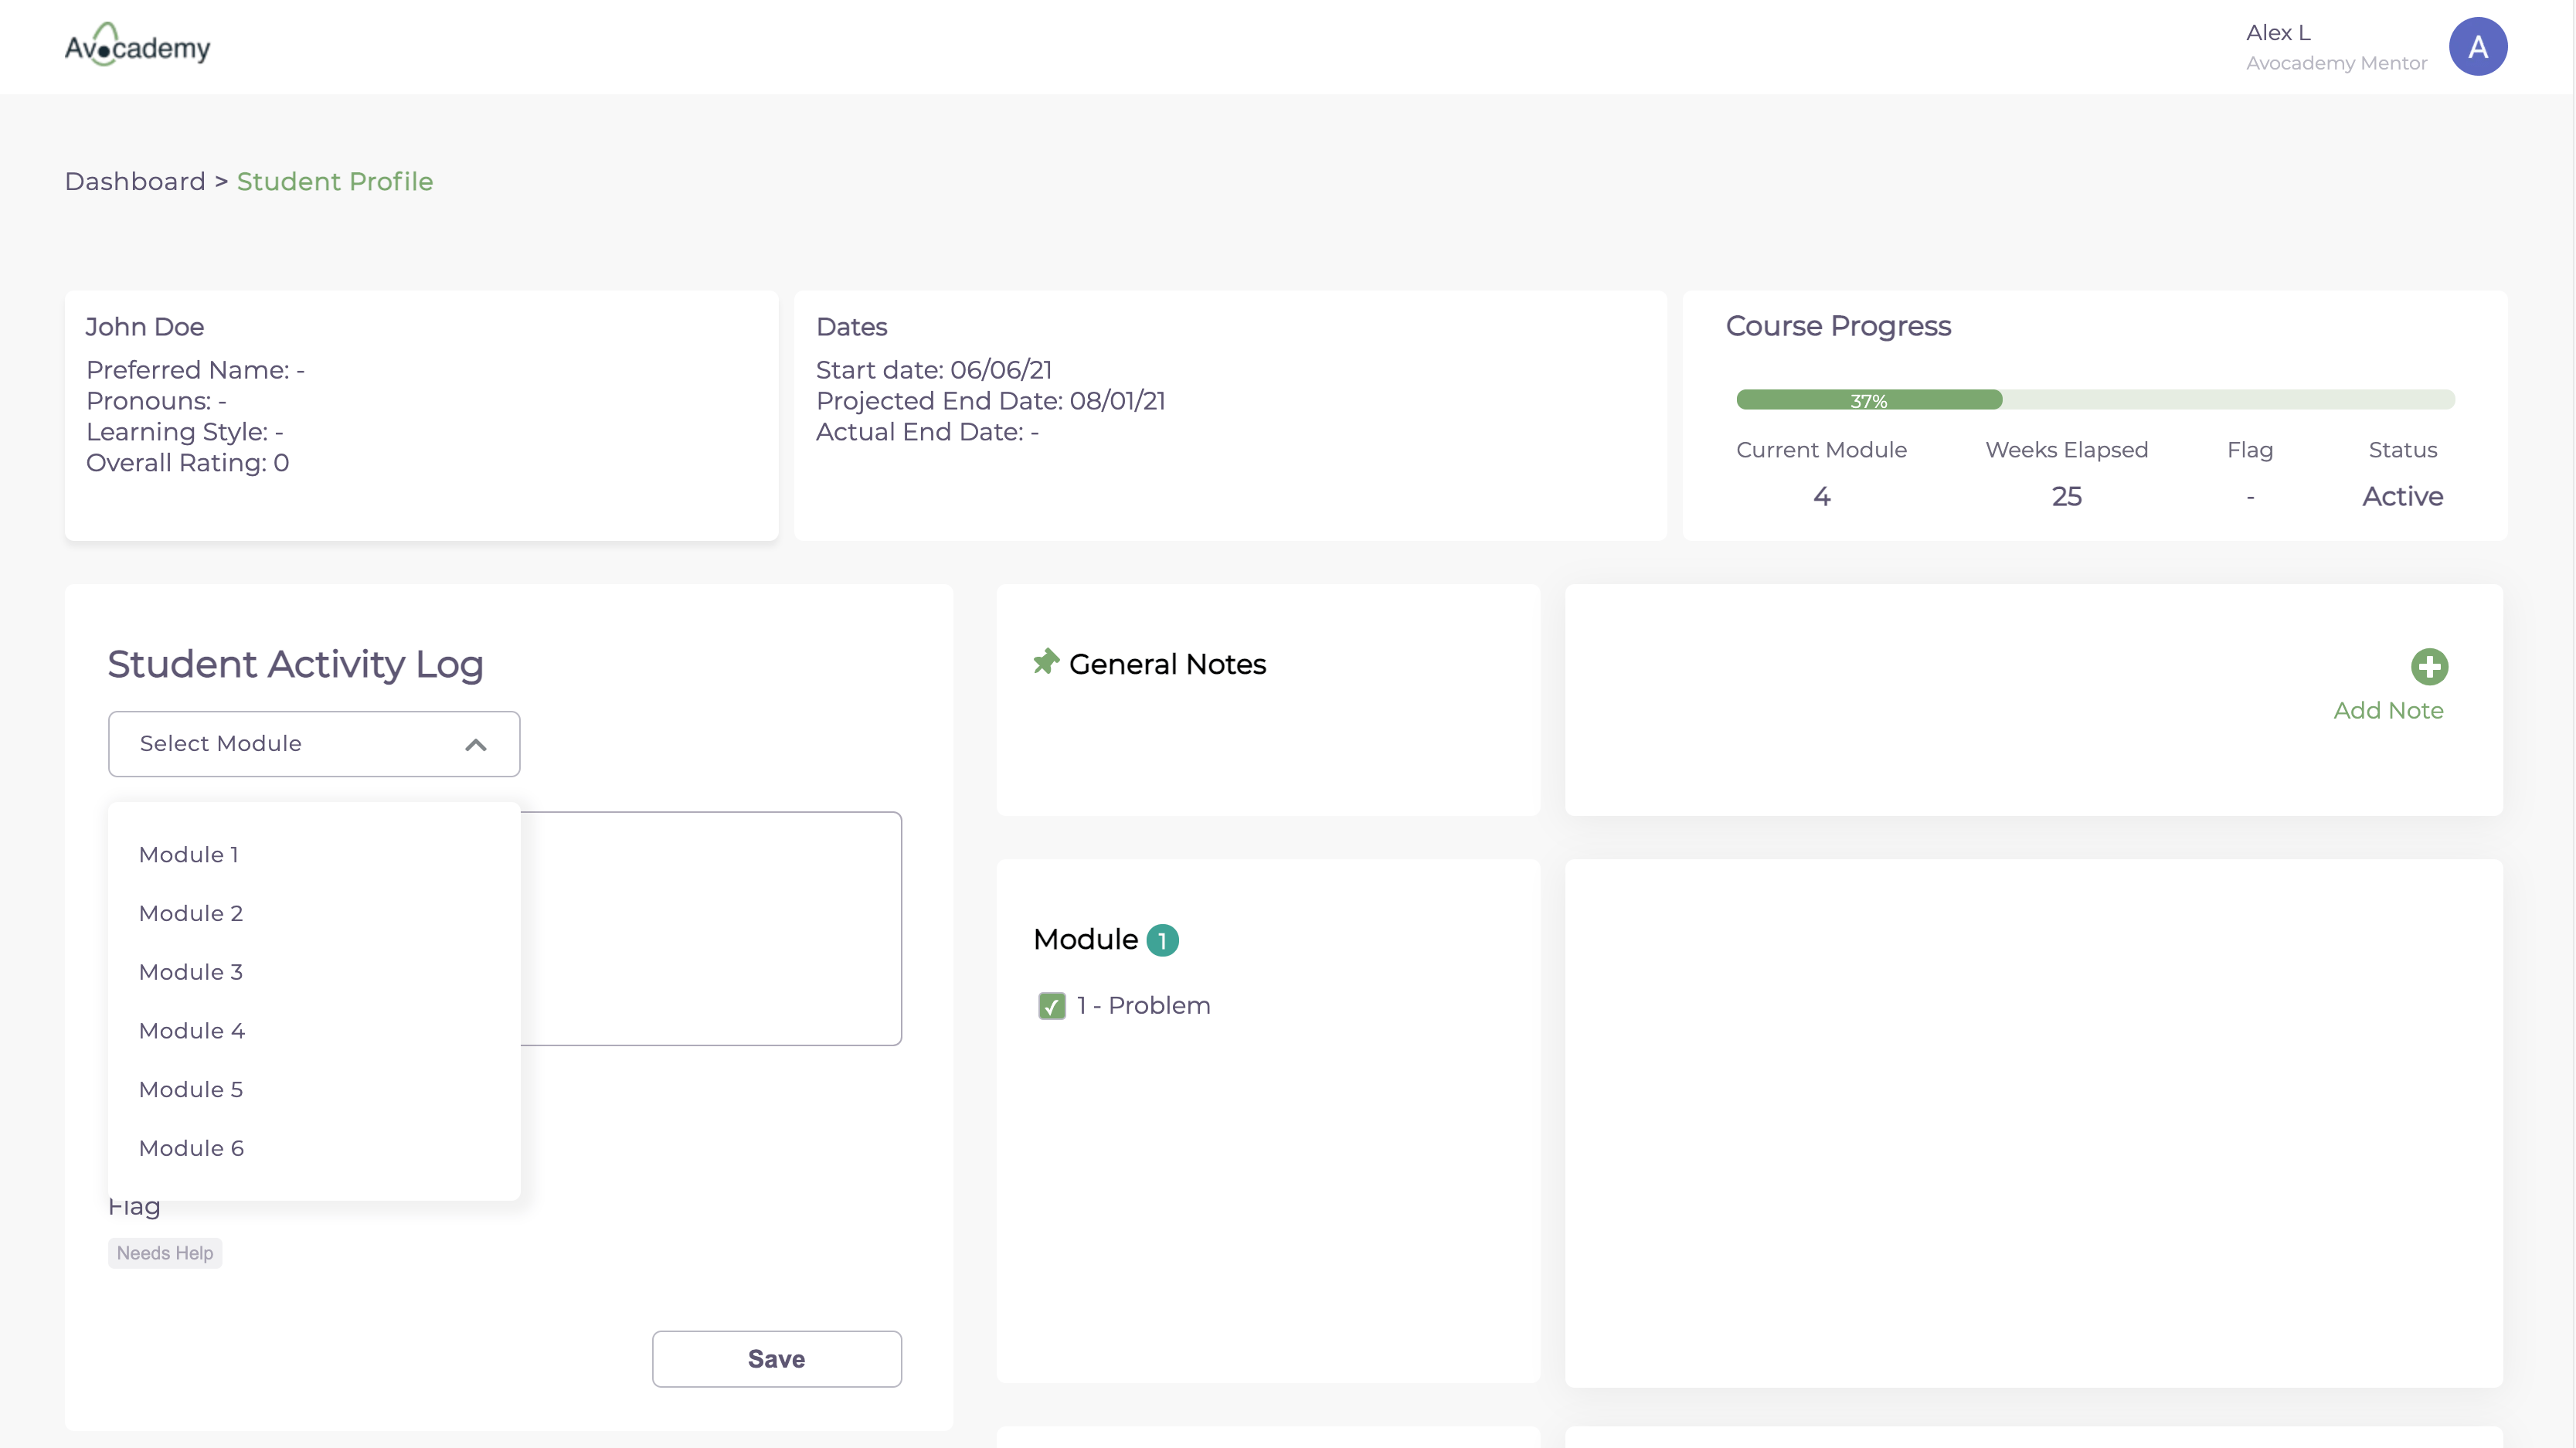 Avocademy
Alex L
Avocademy Mentor
A
Dashboard > Student Profile
John Doe
Preferred Name: -
Pronouns: -
Learning Style: -
Overall Rating: 0
Dates
Start date: 06/06/21
Projected End Date: 08/01/21
Actual End Date: -
Course Progress
37%
Current Module Weeks Elapsed Flag Status
4 25 - Active
Student Activity Log
Select Module
Module 1
Module 2
Module 3
Module 4
Module 5
Module 6
Flag
Needs Help
Save
General Notes
Add Note
Module 1
1 - Problem